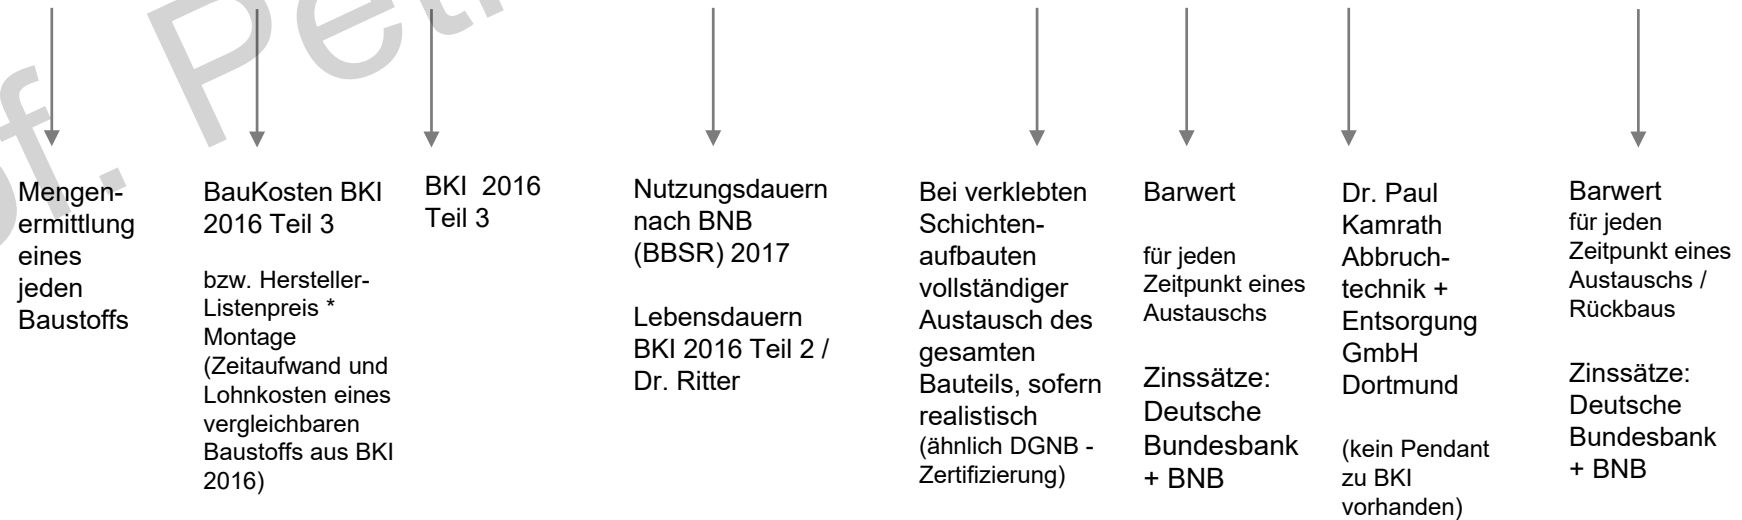 Mengen-
ermittlung
eines
jeden
Baustoffs
BauKosten BKI
2016 Teil 3
bzw. Hersteller-
Listenpreis *
Montage
(Zeitaufwand und
Lohnkosten eines
vergleichbaren
Baustoffs aus BKI
2016)
BKI 2016
Teil 3
Nutzungsdauern
nach BNB
(BBSR) 2017
Lebensdauern
BKI 2016 Teil 2 /
Dr. Ritter
Bei verklebten
Schichten-
aufbauten
vollständiger
Austausch des
gesamten
Bauteils, sofern
realistisch
(ähnlich DGNB -
Zertifizierung)
Barwert
für jeden
Zeitpunkt eines
Austauschs
Zinssätze:
Deutsche
Bundesbank
+ BNB
Dr. Paul
Kamrath
Abbruch-
technik +
Entsorgung
GmbH
Dortmund
(kein Pendant
zu BKI
vorhanden)
Barwert
für jeden
Zeitpunkt eines
Austauschs /
Rückbaus
Zinssätze:
Deutsche
Bundesbank
+ BNB